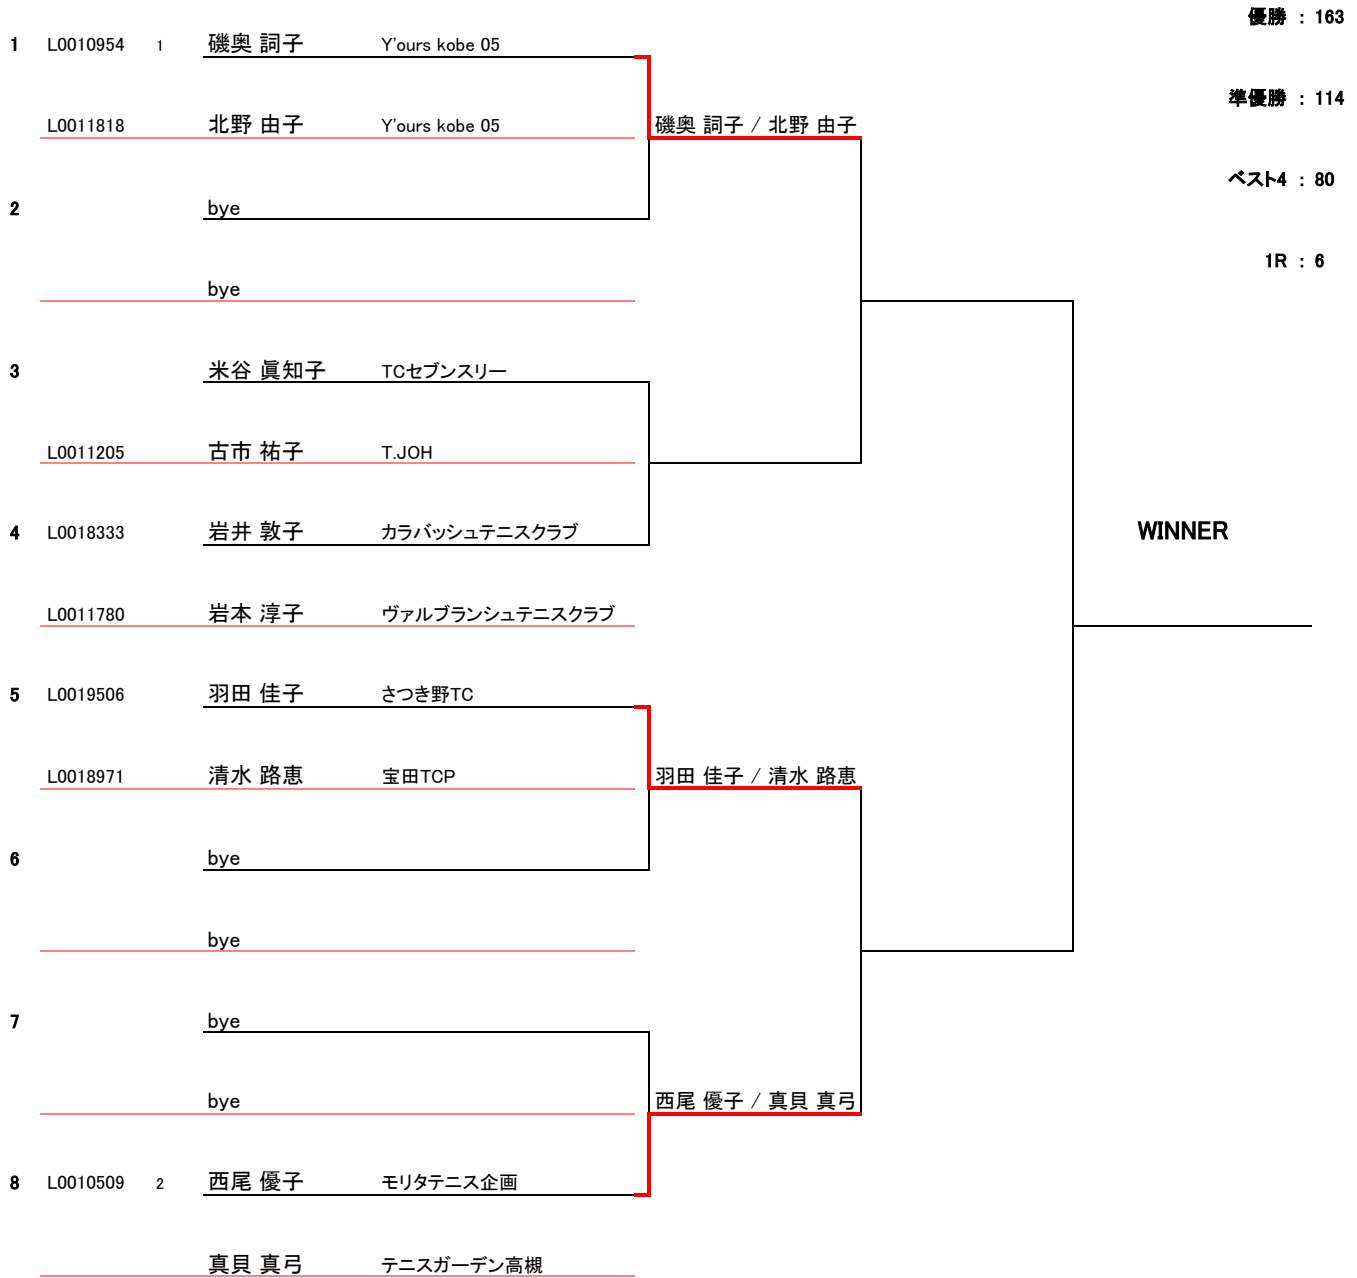 優勝 : 163
1 L0010954 1 磯奥 詞子 Y'ours kobe 05
準優勝 : 114
L0011818 北野 由子 Y'ours kobe 05 磯奥 詞子 / 北野 由子
ベスト4 : 80
2 bye
1R : 6
bye
3 米谷 眞知子 TCセブンスリー
L0011205 古市 祐子 T.JOH
4 L0018333 岩井 敦子 カラバッシュテニスクラブ
WINNER
L0011780 岩本 淳子 ヴァルブランシュテニスクラブ
5 L0019506 羽田 佳子 さつき野TC
L0018971 清水 路恵 宝田TCP 羽田 佳子 / 清水 路恵
6 bye
bye
7 bye
bye 西尾 優子 / 真貝 真弓
8 L0010509 2 西尾 優子 モリタテニス企画
真貝 真弓 テニスガーデン高槻